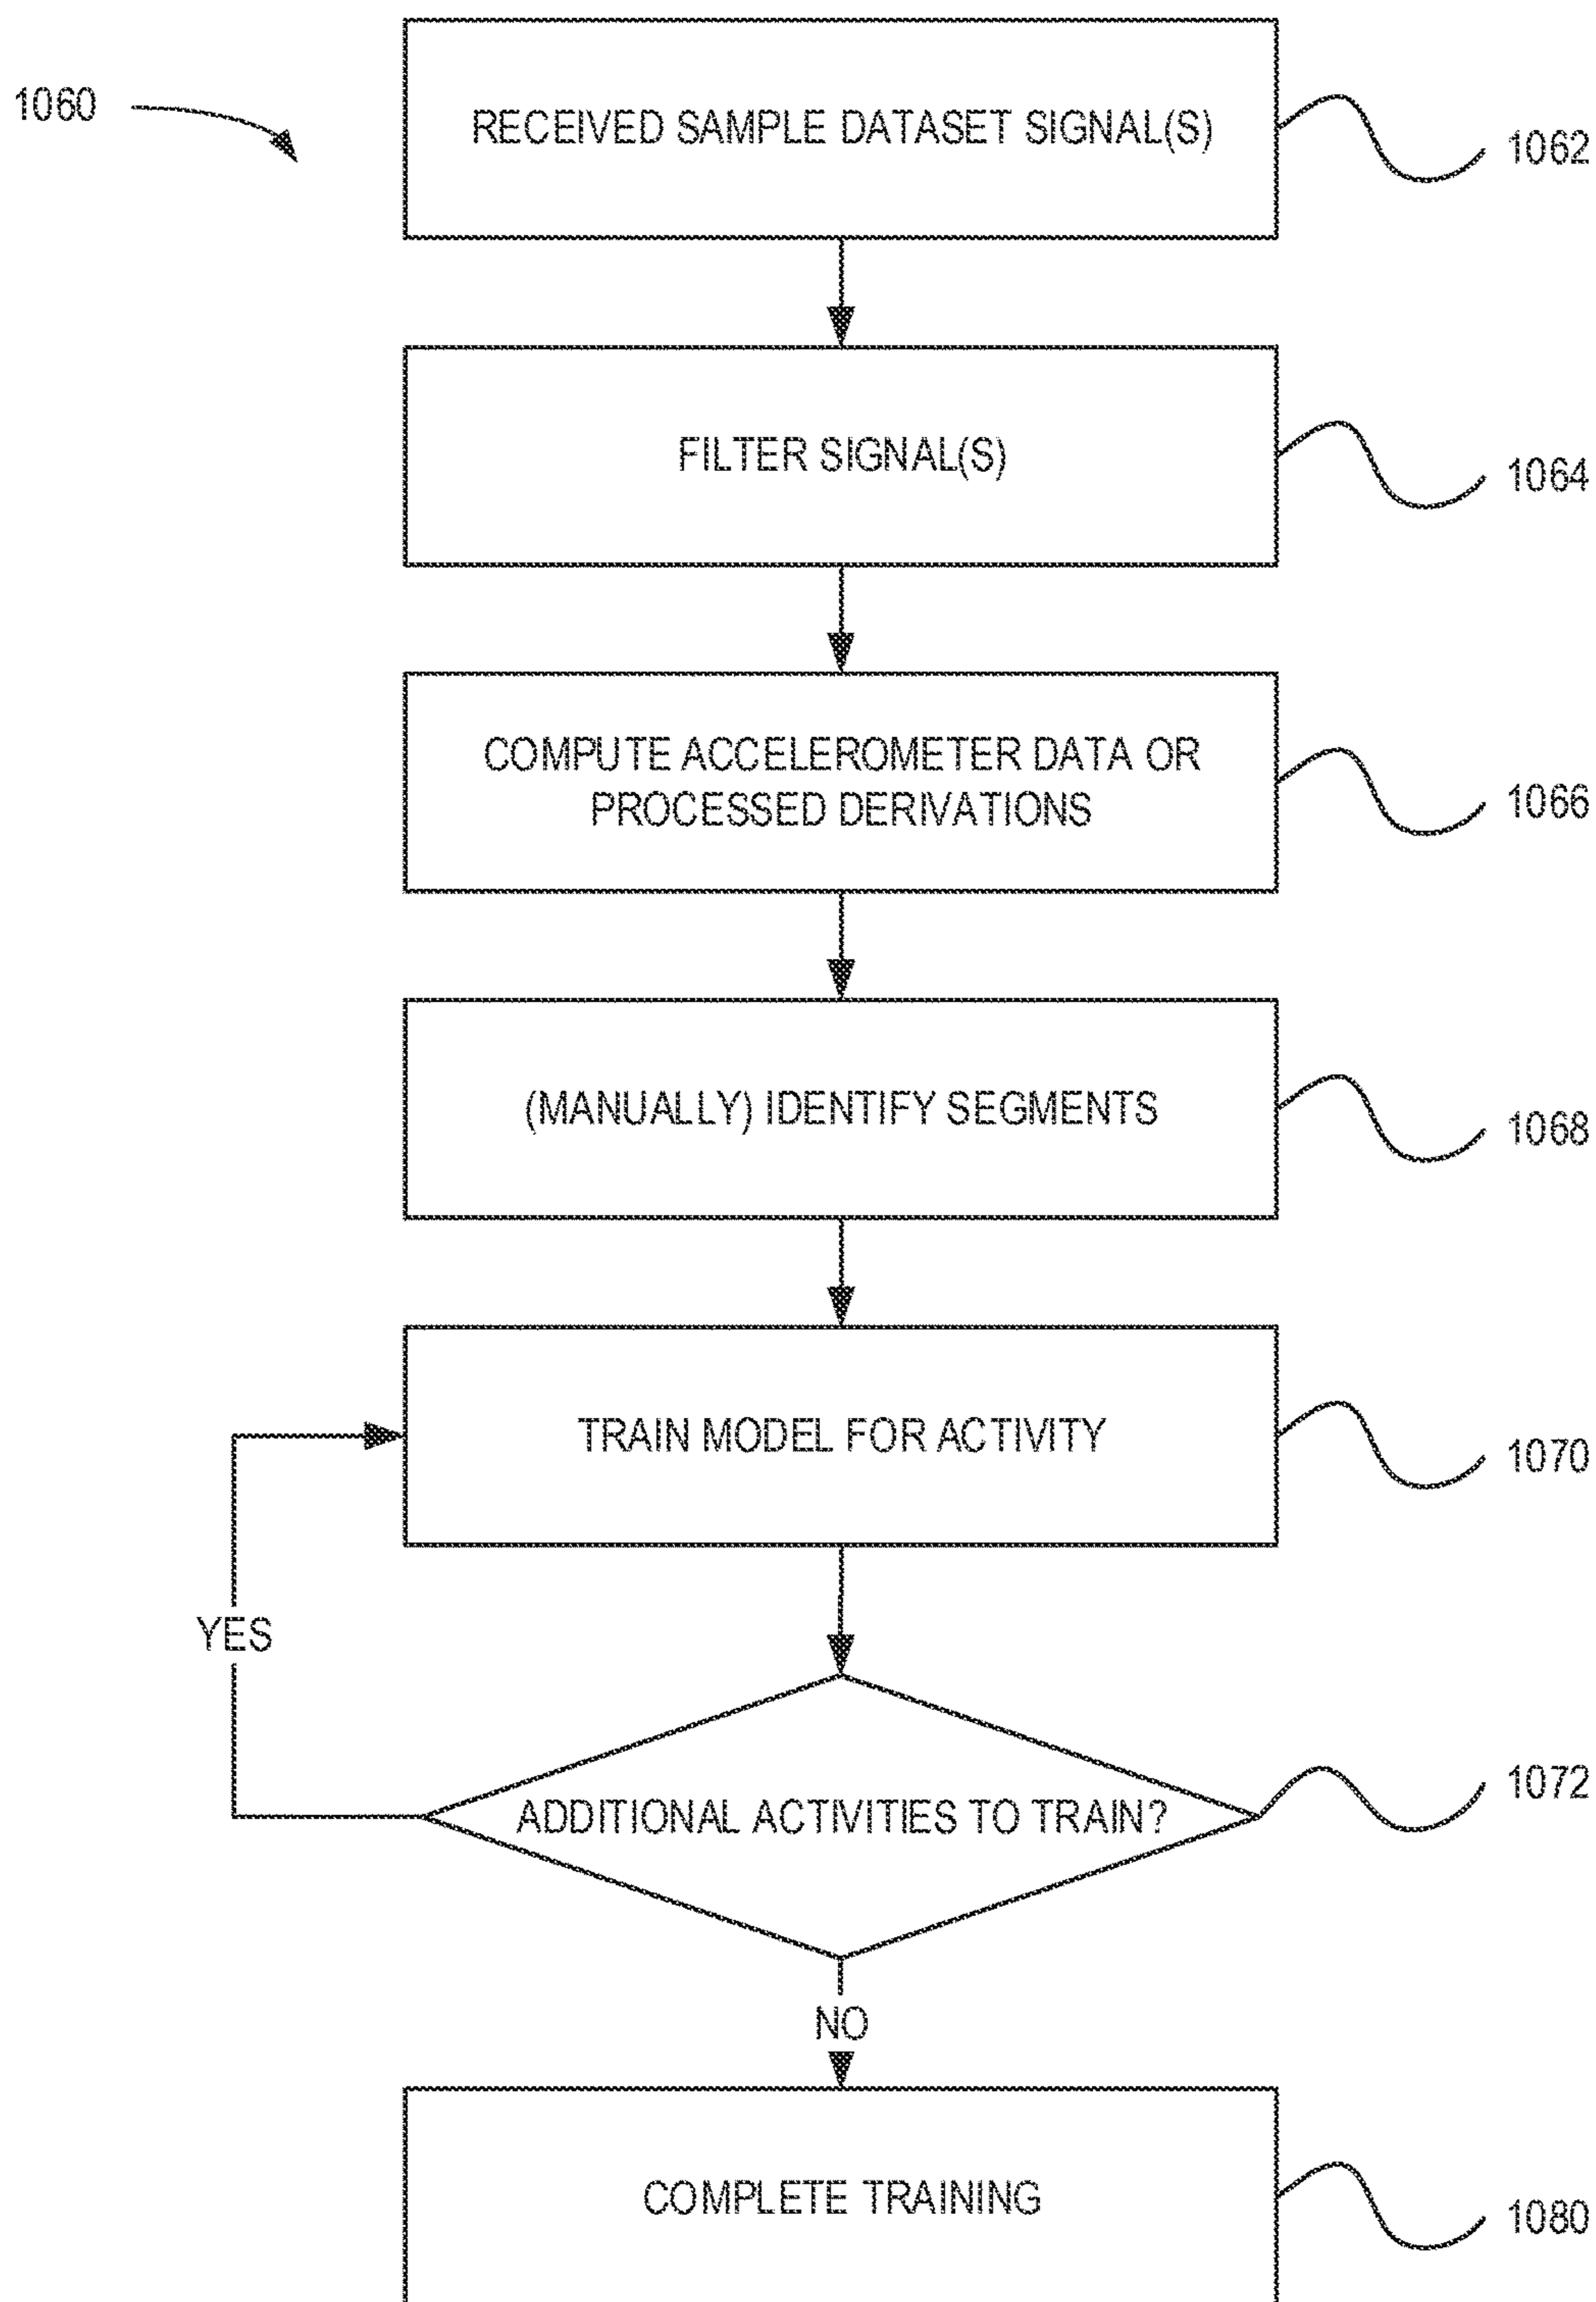 1060
RECEIVED SAMPLE DATASET SIGNAL(S)
1062
FILTER SIGNAL(S)
1064
COMPUTE ACCELEROMETER DATA OR
PROCESSED DERIVATIONS
1066
(MANUALLY) IDENTIFY SEGMENTS
1068
TRAIN MODEL FOR ACTIVITY
1070
YES
ADDITIONAL ACTIVITIES TO TRAIN?
1072
NO
COMPLETE TRAINING
1080